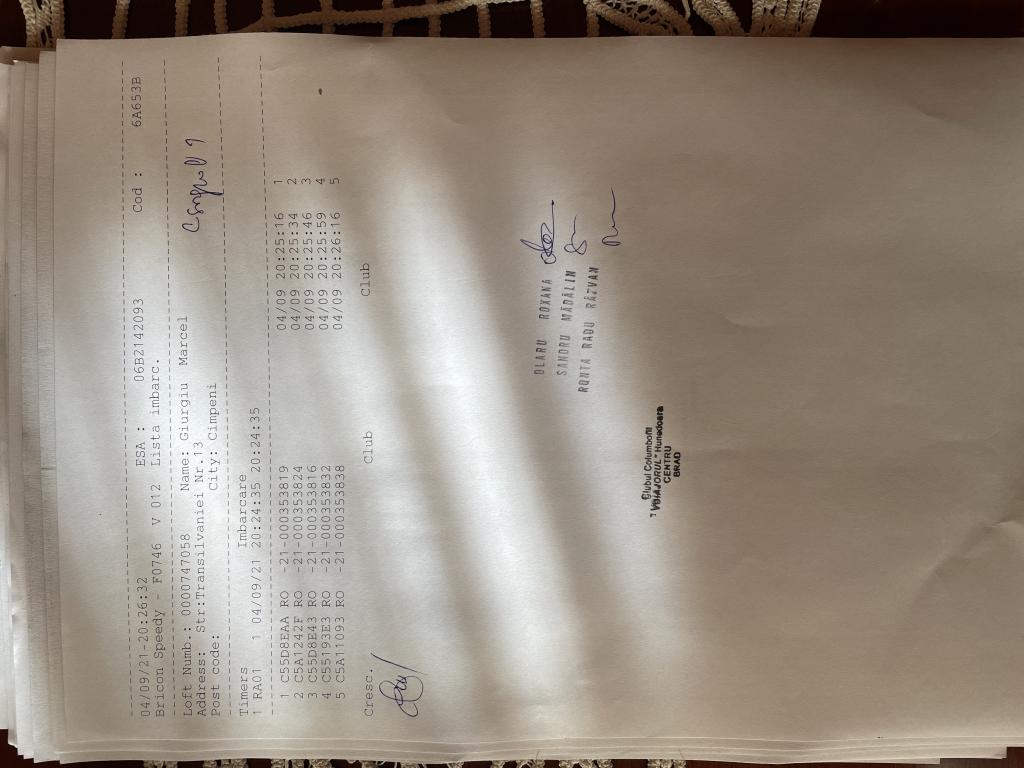 04/09/21-20:26:32 ESA : 06B2142093 Cod : 6A653B
Bricon Speedy - F0746 V 012 Lista imbarc.
Loft Numb.: 0000747058 Name: Giurgiu Marcel
Address: Str:Transilvaniei Nr.13
Post code: City: Cimpeni
Timers Imbarcare
1 RA01 1 04/09/21 20:24:35 20:24:35
1 C55D8EAA RO -21-000353819 04/09 20:25:16 1
2 C5A1242F RO -21-000353824 04/09 20:25:34 2
3 C55D8E43 RO -21-000353816 04/09 20:25:46 3
4 C55193E3 RO -21-000353832 04/09 20:25:59 4
5 C5A11093 RO -21-000353838 04/09 20:26:16 5
Cresc. Club Club
OLARU ROXANA
SANDRU MĂDĂLIN
RONTA RADU RĂZVAN
Clubul Columbofil
"VOIAJORUL" Hunedoara
CENTRU
BRAD